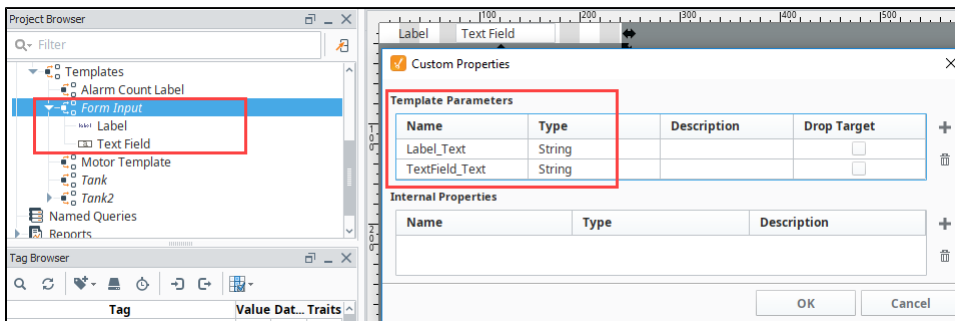 Project Browser
Filter
Templates
Alarm Count Label
Form Input
Label
Text Field
Motor Template
Tank
Tank2
Named Queries
Reports
Tag Browser
Tag Value Dat... Traits
100 200 300 400 500
Label Text Field
Custom Properties
Template Parameters
Name Type Description Drop Target
Label_Text String
TextField_Text String
Internal Properties
Name Type Description
OK Cancel